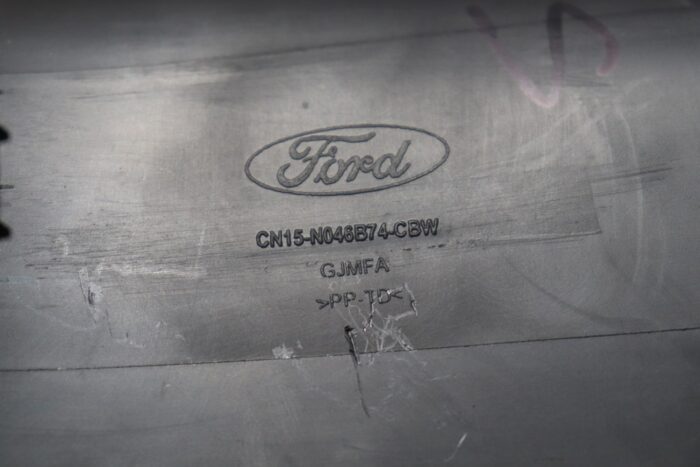 Ford
CN15-N046B74-CBW
GJMFA
>PP-TD<